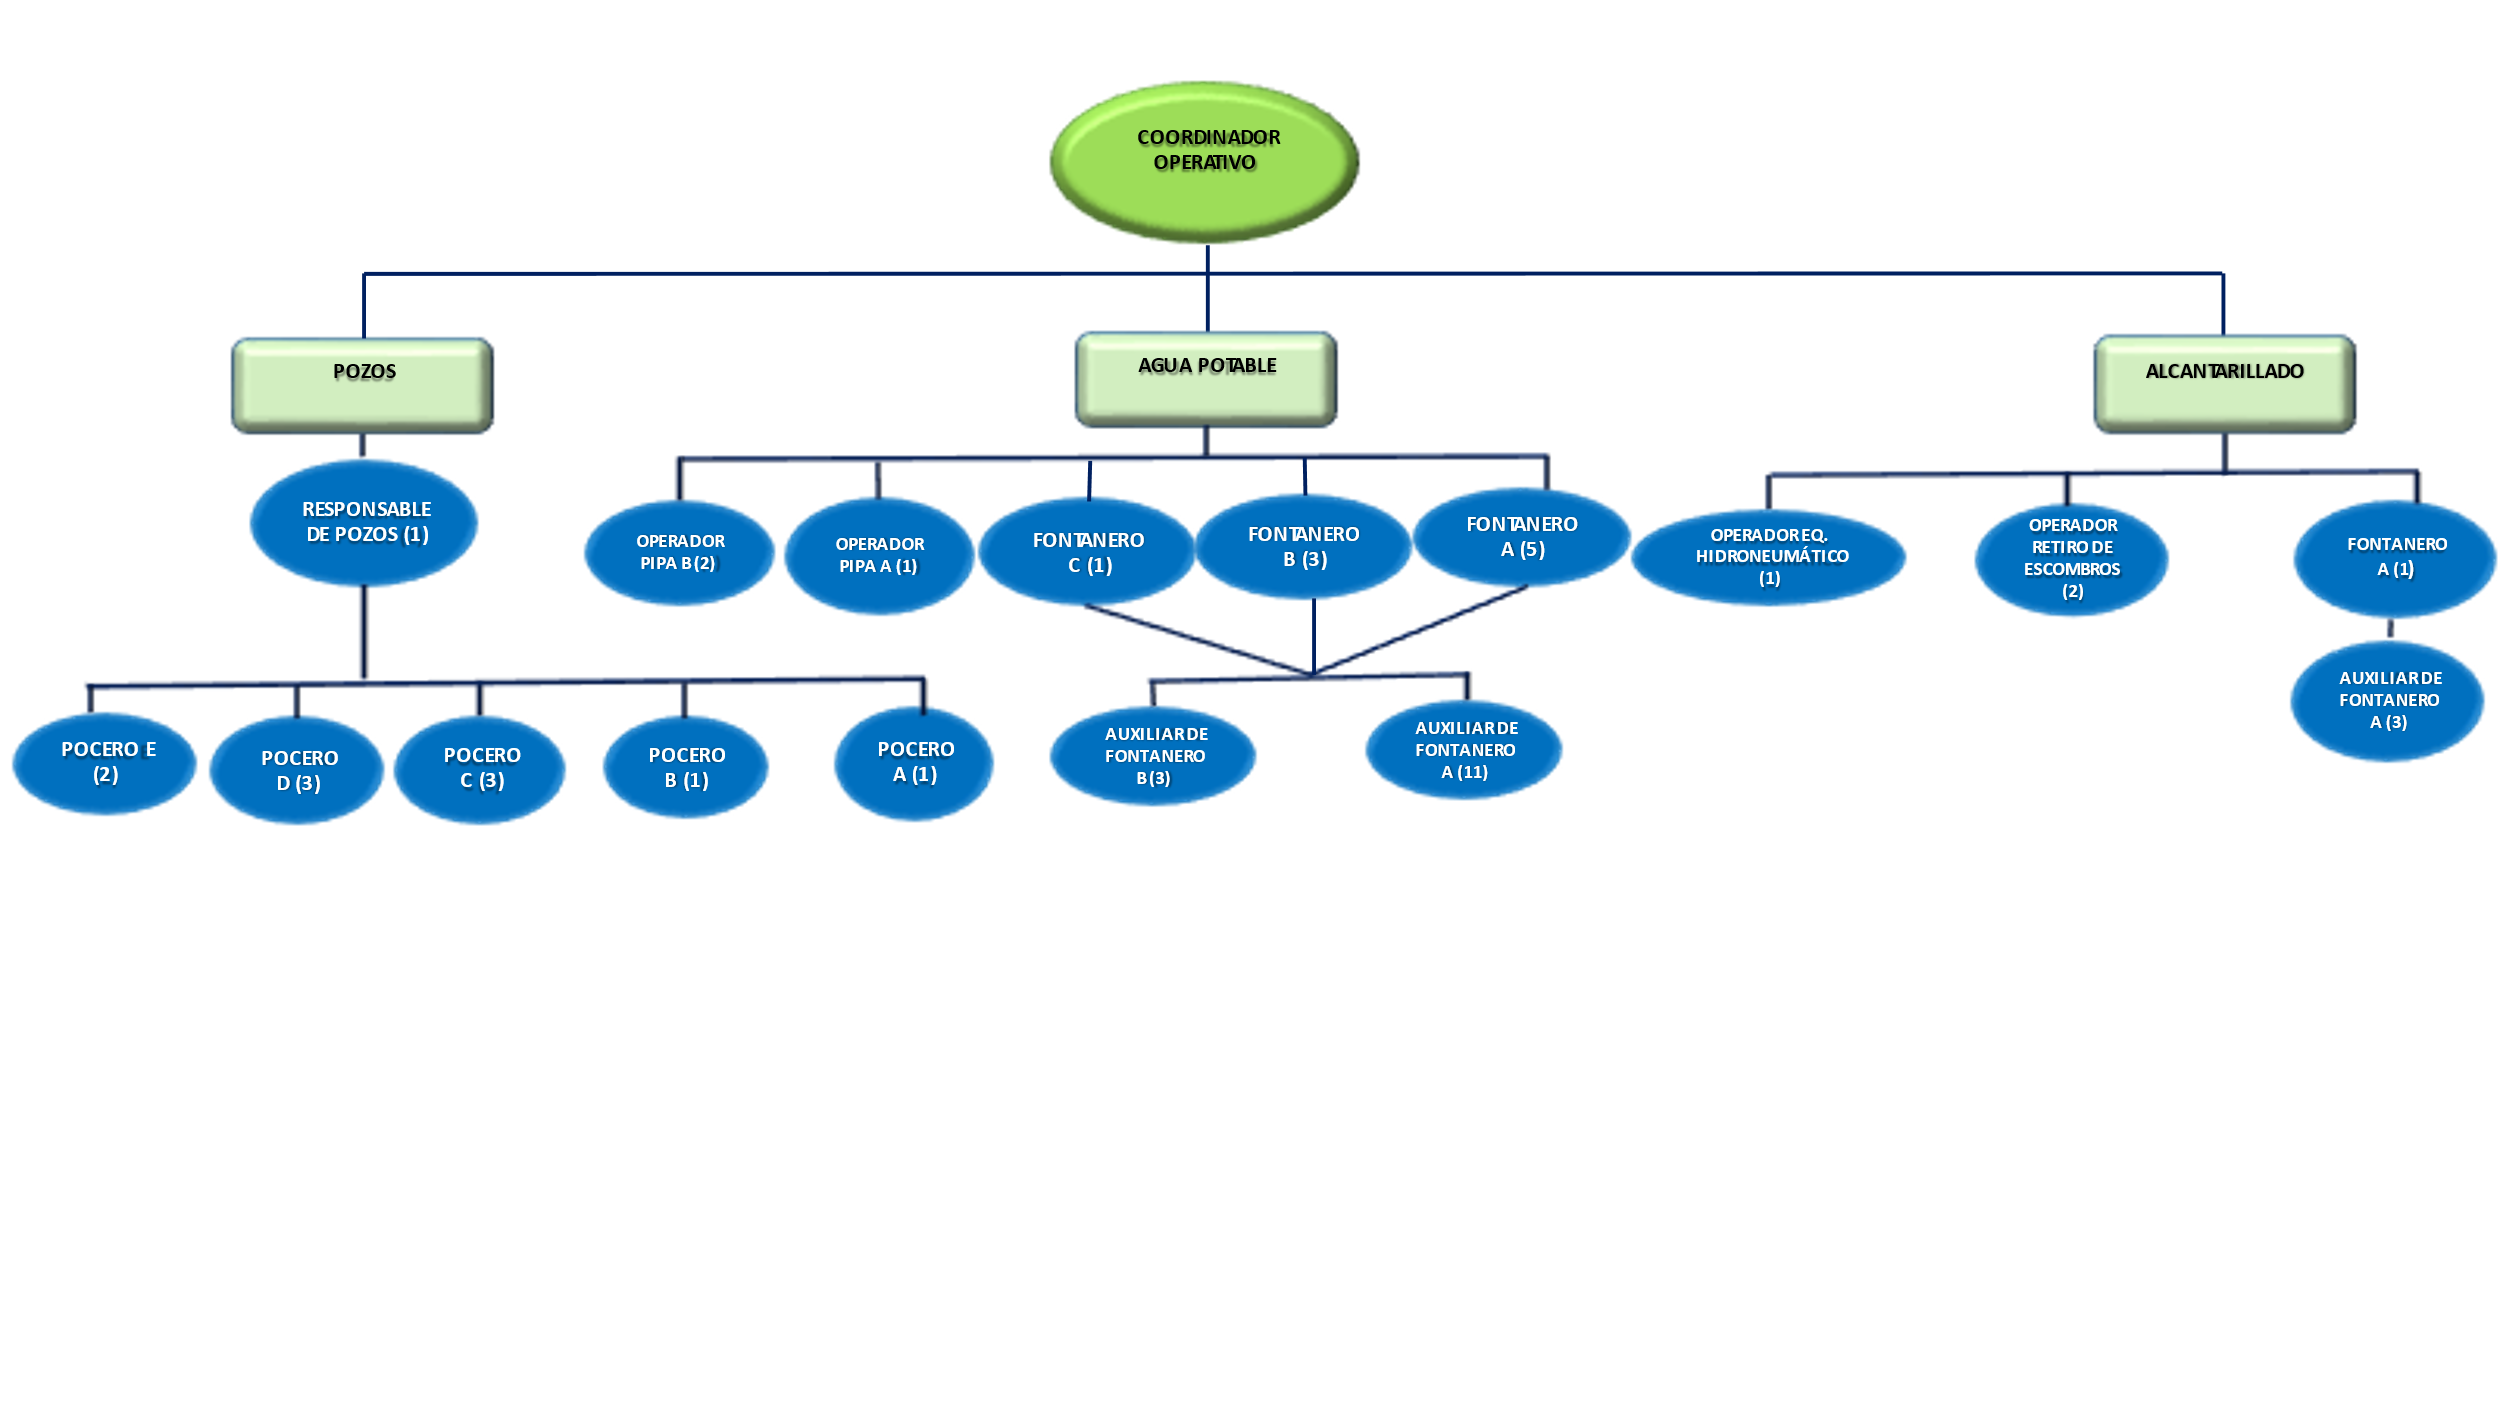 COORDINADOR
OPERATIVO
POZOS
AGUA POTABLE
ALCANTARILLADO
RESPONSABLE
DE POZOS (1)
OPERADOR
PIPA B (2)
OPERADOR
PIPA A (1)
FONTANERO
C (1)
FONTANERO
B (3)
FONTANERO
A (5)
OPERADOR EQ.
HIDRONEUMÁTICO
(1)
OPERADOR
RETIRO DE
ESCOMBROS
(2)
FONTANERO
A (1)
POCERO E
(2)
POCERO
D (3)
POCERO
C (3)
POCERO
B (1)
POCERO
A (1)
AUXILIAR DE
FONTANERO
B (3)
AUXILIAR DE
FONTANERO
A (11)
AUXILIAR DE
FONTANERO
A (3)